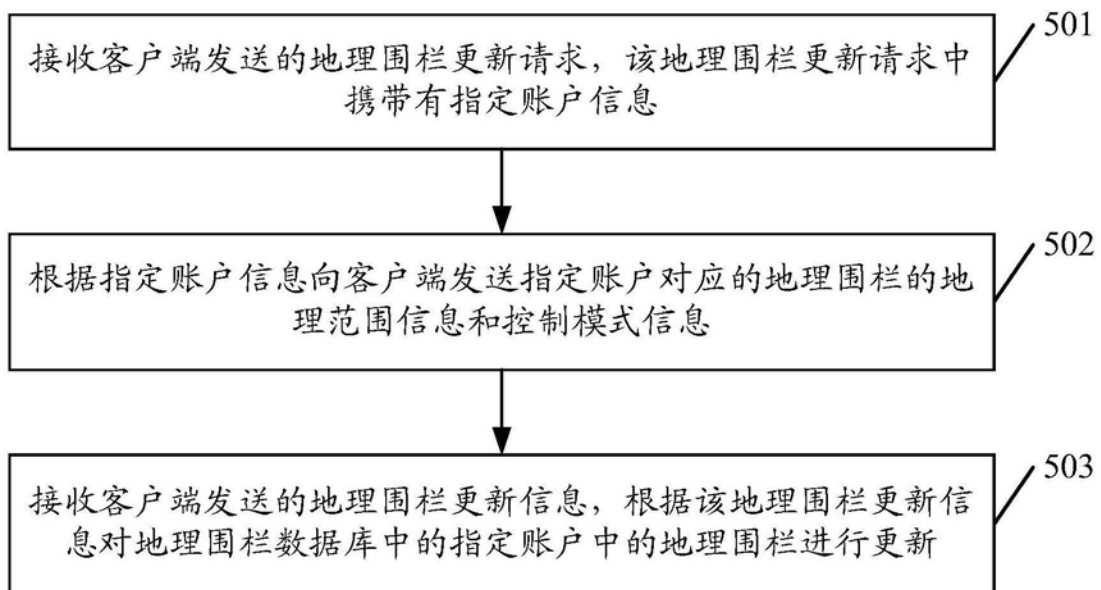 接收客户端发送的地理围栏更新请求，该地理围栏更新请求中
携带有指定账户信息
501
根据指定账户信息向客户端发送指定账户对应的地理围栏的地
理范围信息和控制模式信息
502
接收客户端发送的地理围栏更新信息，根据该地理围栏更新信
息对地理围栏数据库中的指定账户中的地理围栏进行更新
503